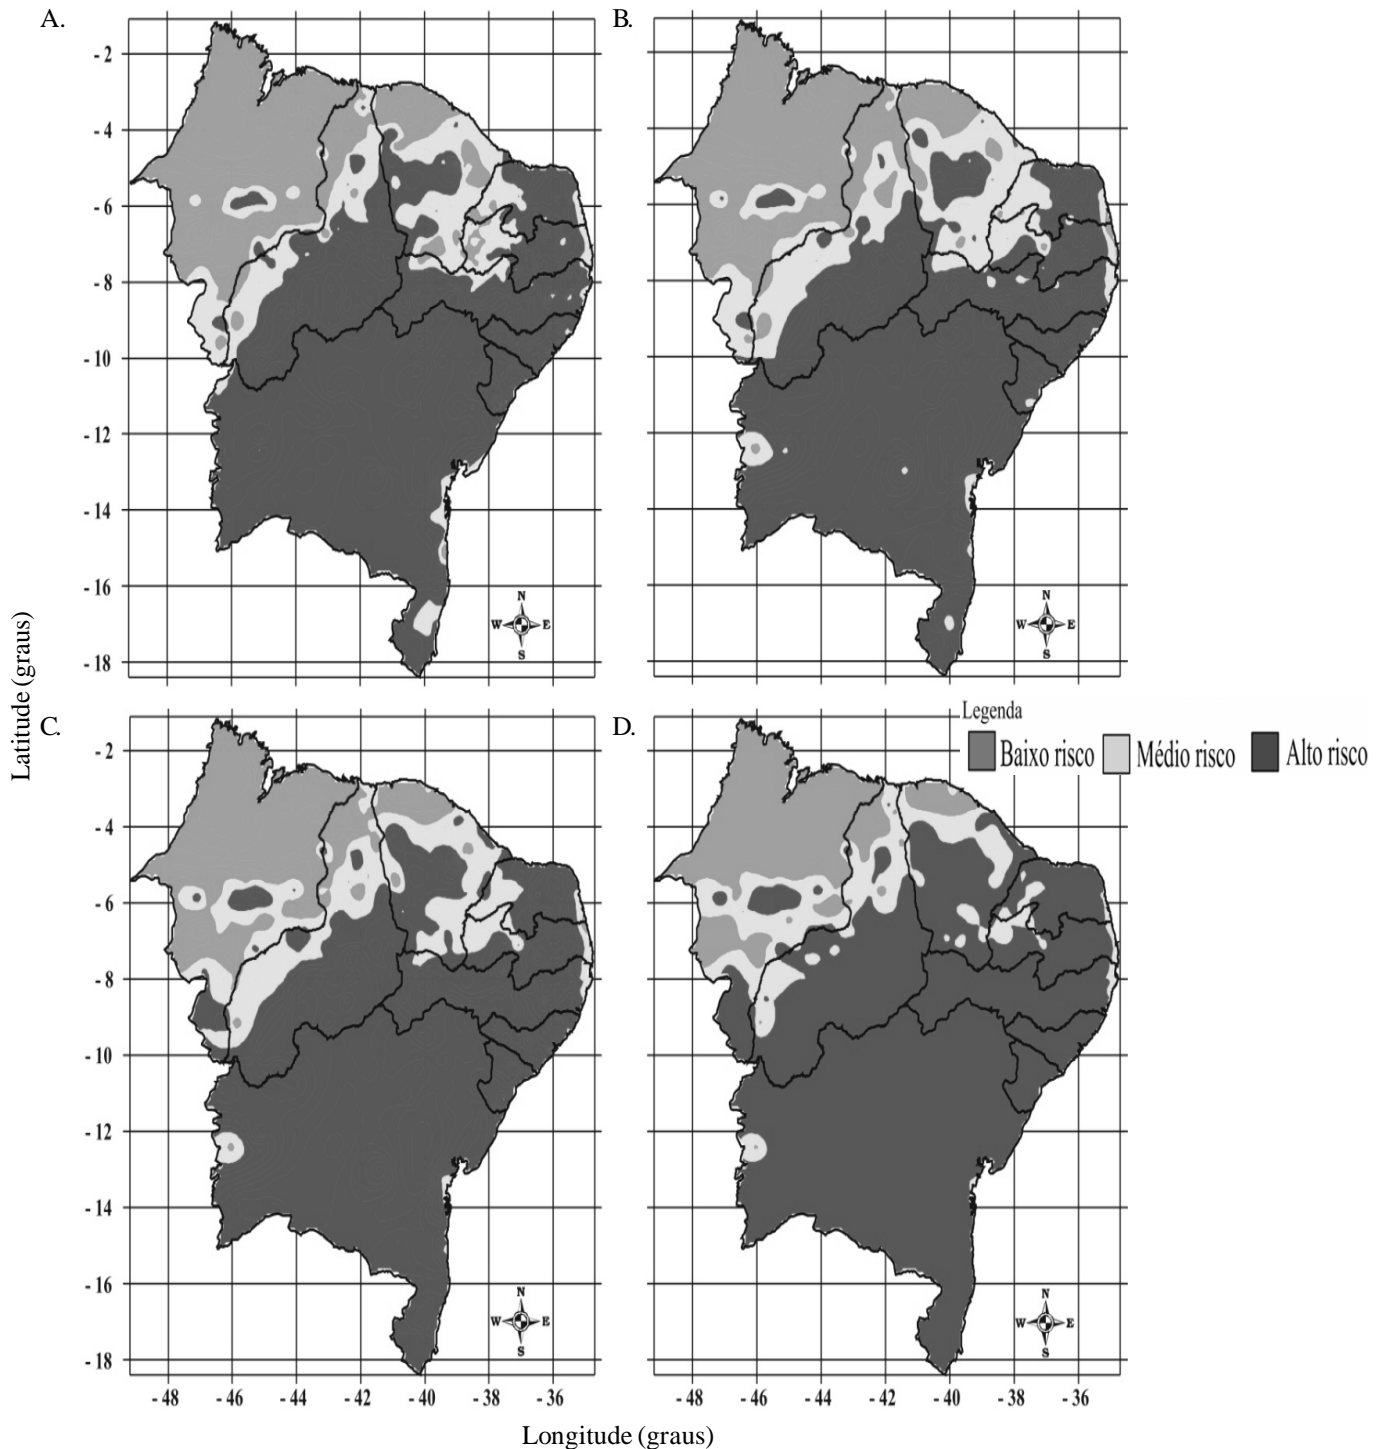 A.
B.
- 2
- 4
- 6
- 8
- 10
- 12
- 14
- 16
- 18
N
W E
S
N
W E
S
Latitude (graus)
C.
D.
Legenda
Baixo risco Médio risco Alto risco
- 2
- 4
- 6
- 8
- 10
- 12
- 14
- 16
- 18
N
W E
S
N
W E
S
- 48 - 46 - 44 - 42 - 40 - 38 - 36
- 48 - 46 - 44 - 42 - 40 - 38 - 36
Longitude (graus)